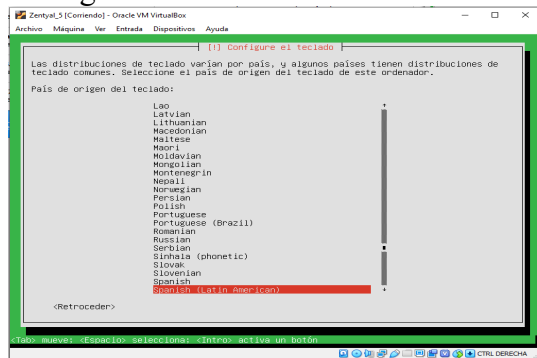 Zentyal_5 [Corriendo] - Oracle VM VirtualBox
Archivo Máquina Ver Entrada Dispositivos Ayuda
[!] Configure el teclado
Las distribuciones de teclado varían por país, y algunos países tienen distribuciones de
teclado comunes. Seleccione el país de origen del teclado de este ordenador.
País de origen del teclado:
Lao
Latvian
Lithuanian
Macedonian
Maltese
Maori
Moldavian
Mongolian
Montenegrin
Nepali
Norwegian
Persian
Polish
Portuguese
Portuguese (Brazil)
Romanian
Russian
Serbian
Sinhala (phonetic)
Slovak
Slovenian
Spanish
Spanish (Latin American)
<Retroceder>
<Tab> mueve; <Espacio> selecciona; <Intro> activa un botón
CTRL DERECHA